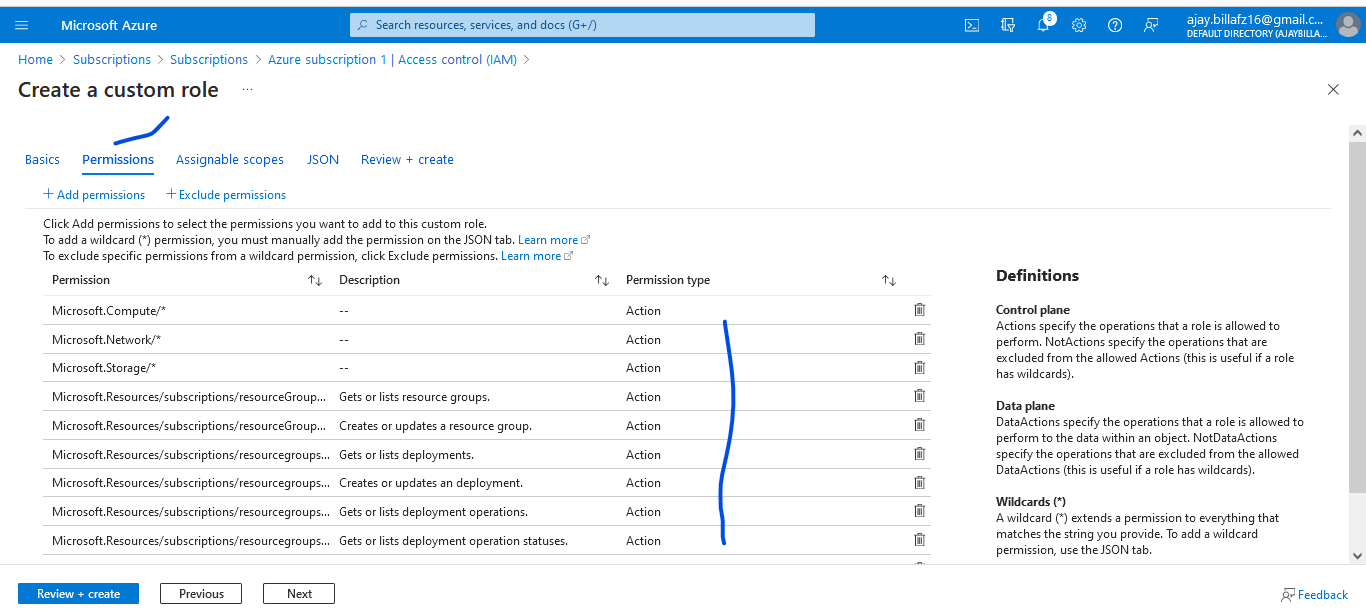 Microsoft Azure
Search resources, services, and docs (G+/)
8
ajay.billafz16@gmail.c...
DEFAULT DIRECTORY (AJAYBILLA...
Home > Subscriptions > Subscriptions > Azure subscription 1 | Access control (IAM) >
Create a custom role ...
Basics Permissions Assignable scopes JSON Review + create
+ Add permissions + Exclude permissions
Click Add permissions to select the permissions you want to add to this custom role.
To add a wildcard (*) permission, you must manually add the permission on the JSON tab. Learn more
To exclude specific permissions from a wildcard permission, click Exclude permissions. Learn more
Permission Description Permission type
Microsoft.Compute/* -- Action
Microsoft.Network/* -- Action
Microsoft.Storage/* -- Action
Microsoft.Resources/subscriptions/resourceGroup... Gets or lists resource groups. Action
Microsoft.Resources/subscriptions/resourceGroup... Creates or updates a resource group. Action
Microsoft.Resources/subscriptions/resourcegroups... Gets or lists deployments. Action
Microsoft.Resources/subscriptions/resourcegroups... Creates or updates an deployment. Action
Microsoft.Resources/subscriptions/resourcegroups... Gets or lists deployment operations. Action
Microsoft.Resources/subscriptions/resourcegroups... Gets or lists deployment operation statuses. Action
Definitions
Control plane
Actions specify the operations that a role is allowed to
perform. NotActions specify the operations that are
excluded from the allowed Actions (this is useful if a role
has wildcards).
Data plane
DataActions specify the operations that a role is allowed to
perform to the data within an object. NotDataActions
specify the operations that are excluded from the allowed
DataActions (this is useful if a role has wildcards).
Wildcards (*)
A wildcard (*) extends a permission to everything that
matches the string you provide. To add a wildcard
permission, use the JSON tab.
Review + create Previous Next
Feedback